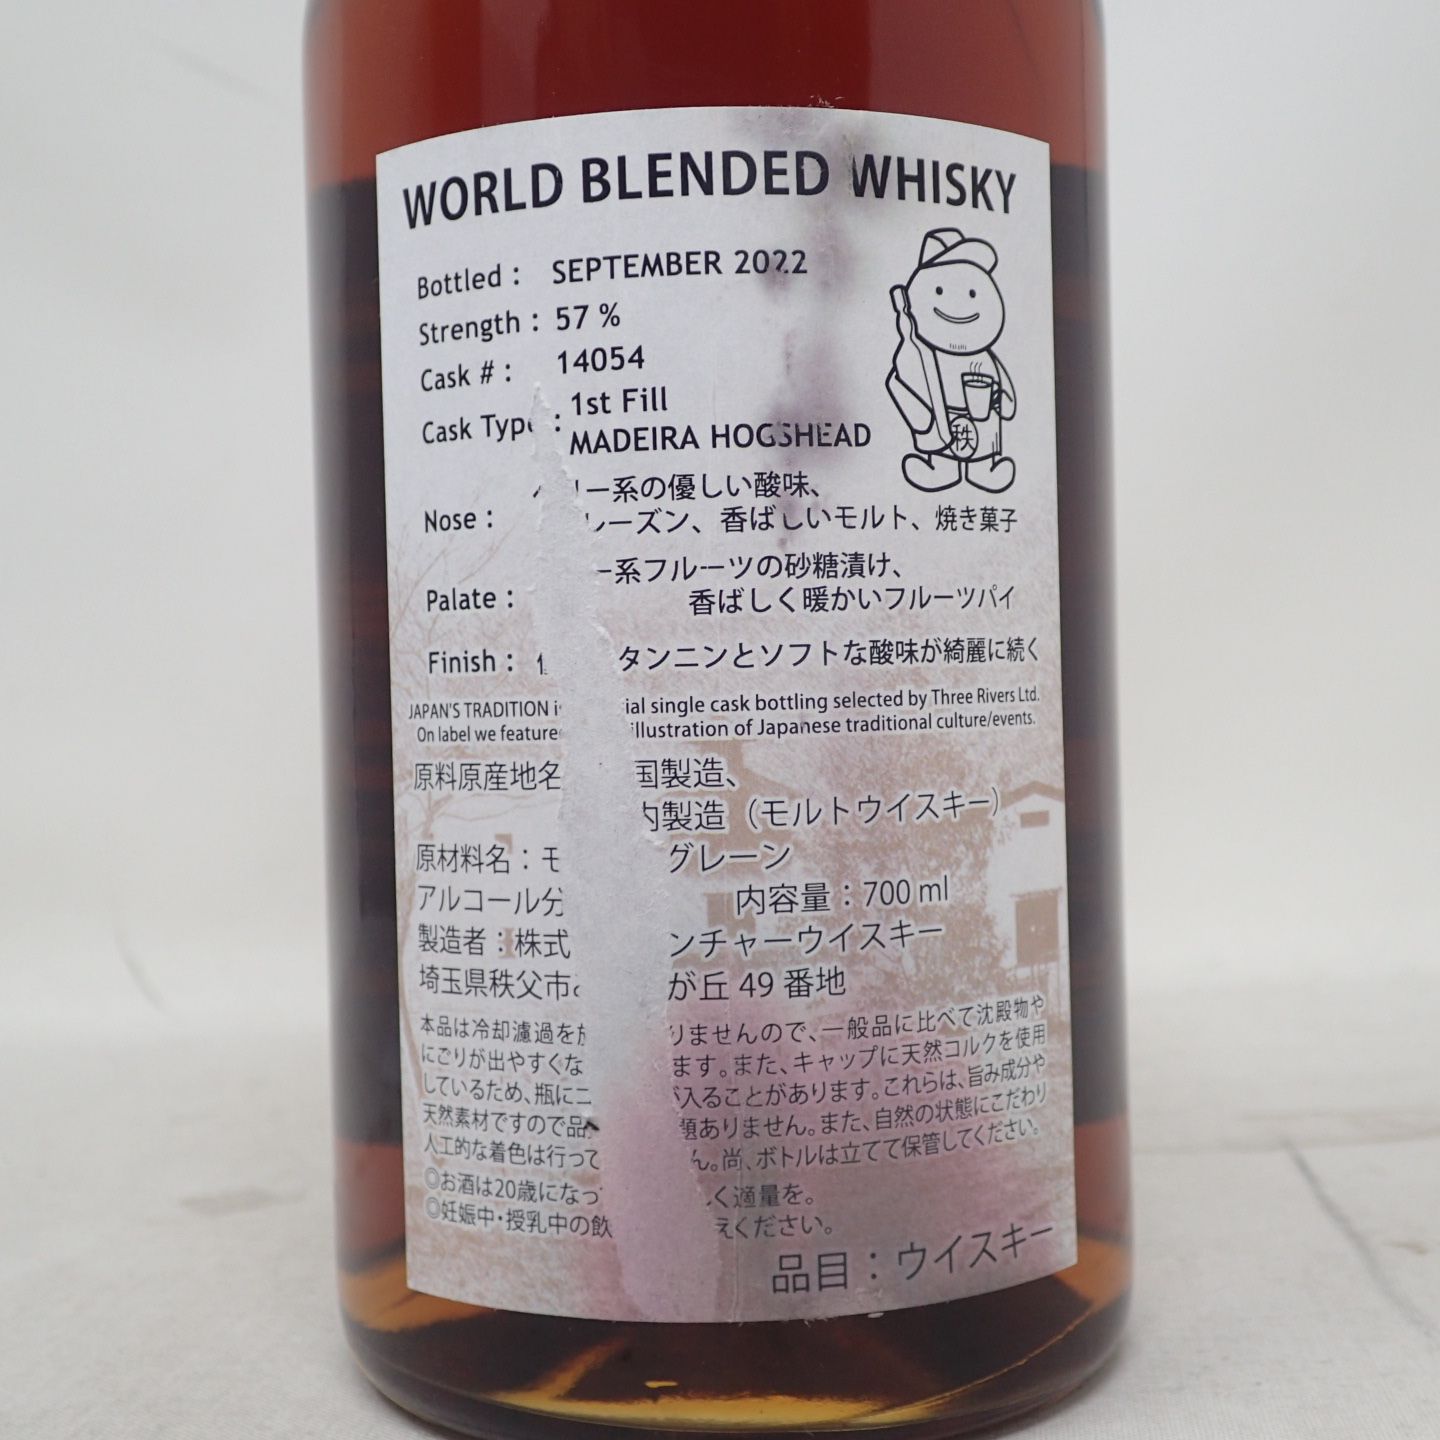 WORLD BLENDED WHISKY
Bottled : SEPTEMBER 2022
Strength : 57 %
Cask # : 14054
Cask Type : 1st Fill
MADEIRA HOGSHEAD
Nose : ー系の優しい酸味、
レーズン、香ばしいモルト、焼き菓子
Palate : ー系フルーツの砂糖漬け、
香ばしく暖かいフルーツパイ
Finish : タンニンとソフトな酸味が綺麗に続く
JAPAN'S TRADITION single cask bottling selected by Three Rivers Ltd.
On label we illustration of Japanese traditional culture/events.
原料原産地名 国製造、
内製造（モルトウイスキー）
原材料名：モ グレーン
アルコール分 内容量：700 ml
製造者：株式 ンチャーウイスキー
埼玉県秩父市 が丘 49 番地
本品は冷却濾過を りませんので、一般品に比べて沈殿物や
にごりが出やすくな ます。また、キャップに天然コルクを使用
しているため、瓶に 入ることがあります。これらは、旨み成分や
天然素材ですので品 題ありません。また、自然の状態にこだわり
人工的な着色は行って ん。尚、ボトルは立てて保管してください。
◎お酒は20歳になっ く適量を。
◎妊娠中・授乳中の飲 えください。
品目：ウイスキー
秩